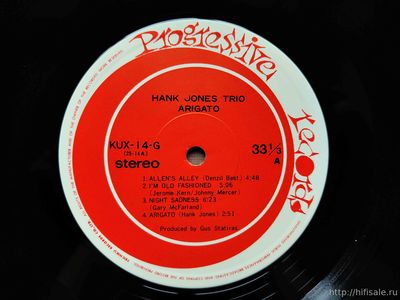 Progressive
records
HANK JONES TRIO
ARIGATO
KUX-14-G
(25-14A)
stereo
33 1/3
A
1. ALLEN'S ALLEY (Denzil Best) 4:48
2. I'M OLD FASHIONED 5:06
(Jerome Kern/Johnny Mercer)
3. NIGHT SADNESS 6:23
(Gary McFarland)
4. ARIGATO (Hank Jones) 2:51
Produced by Gus Statiras
http://hifisale.ru